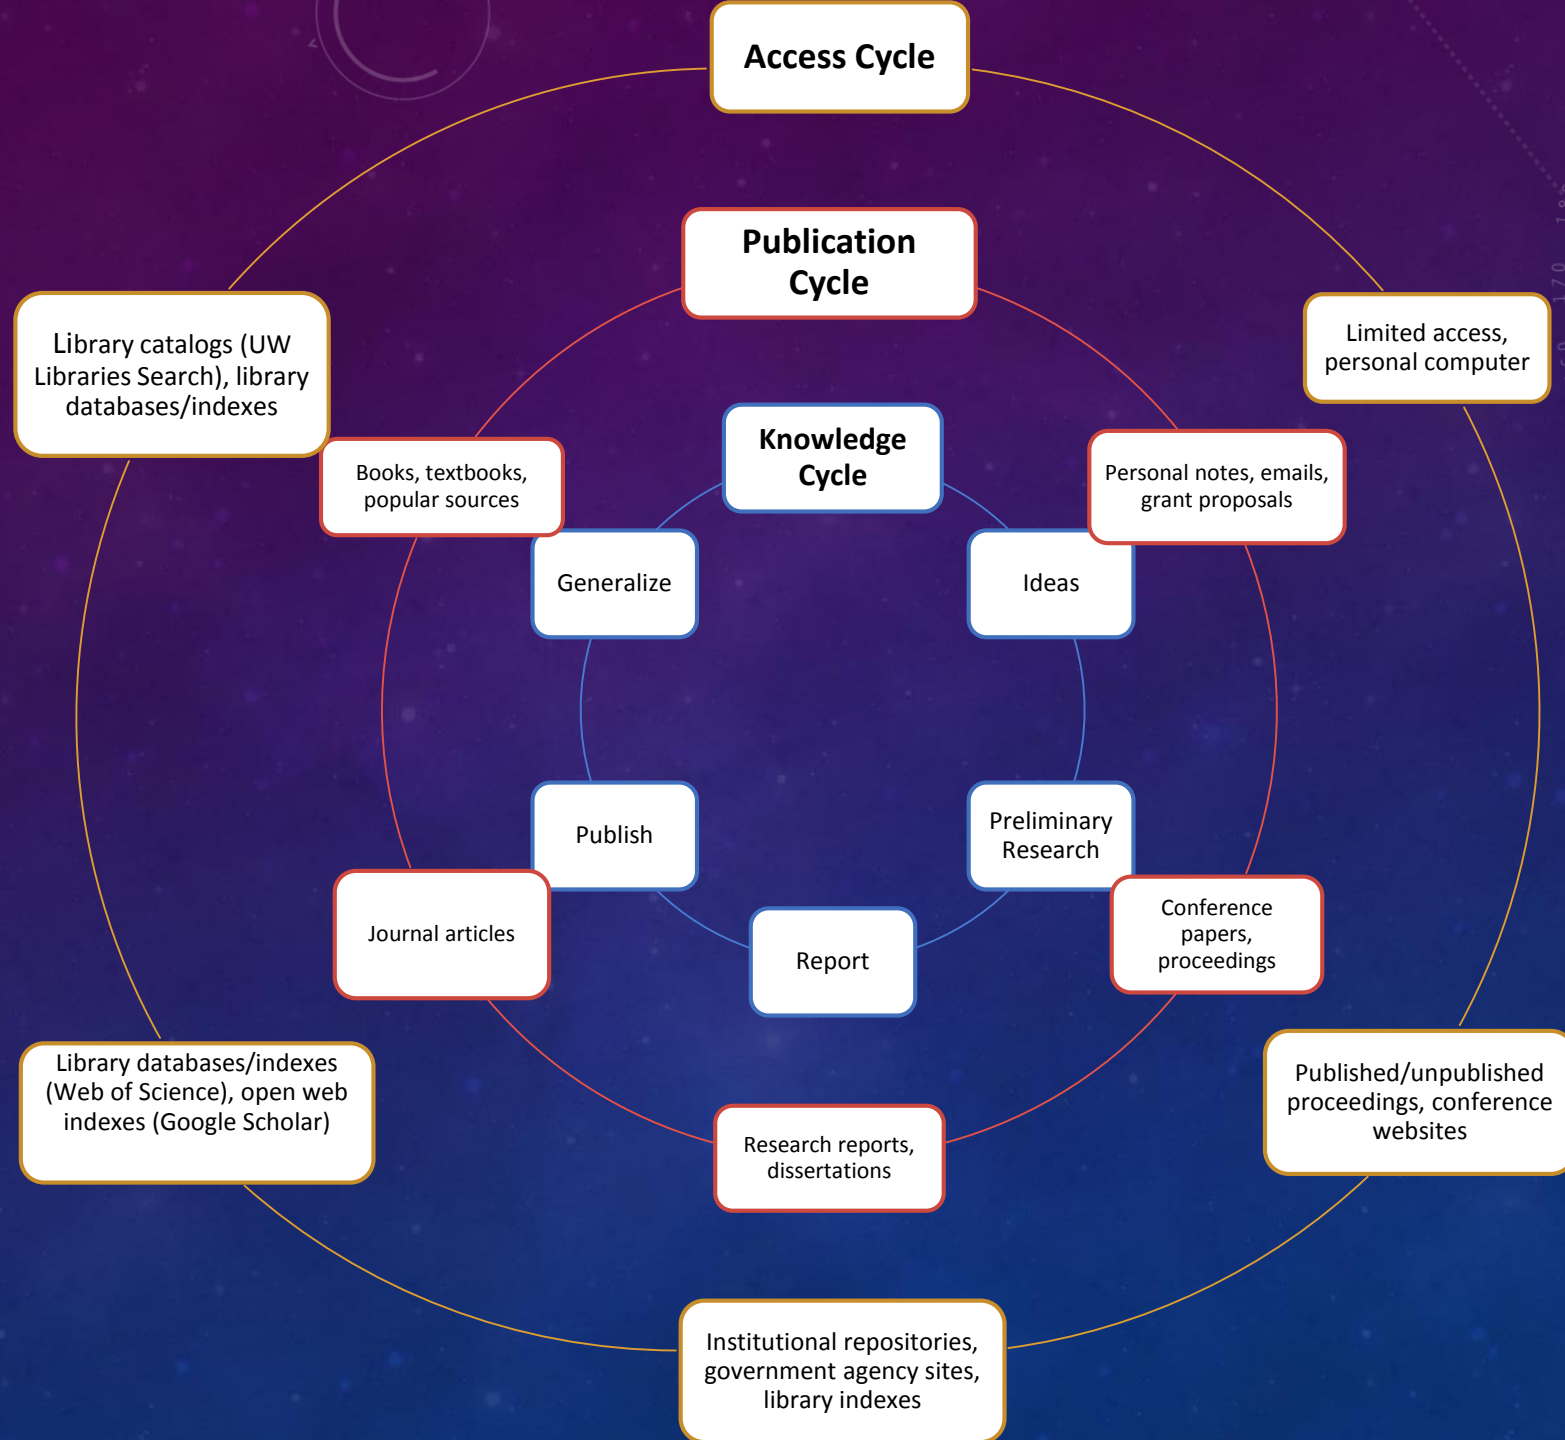 Access Cycle
Publication
Cycle
Knowledge
Cycle
Library catalogs (UW
Libraries Search), library
databases/indexes
Limited access,
personal computer
Books, textbooks,
popular sources
Personal notes, emails,
grant proposals
Generalize
Ideas
Publish
Preliminary
Research
Journal articles
Report
Conference
papers,
proceedings
Library databases/indexes
(Web of Science), open web
indexes (Google Scholar)
Published/unpublished
proceedings, conference
websites
Research reports,
dissertations
Institutional repositories,
government agency sites,
library indexes
170